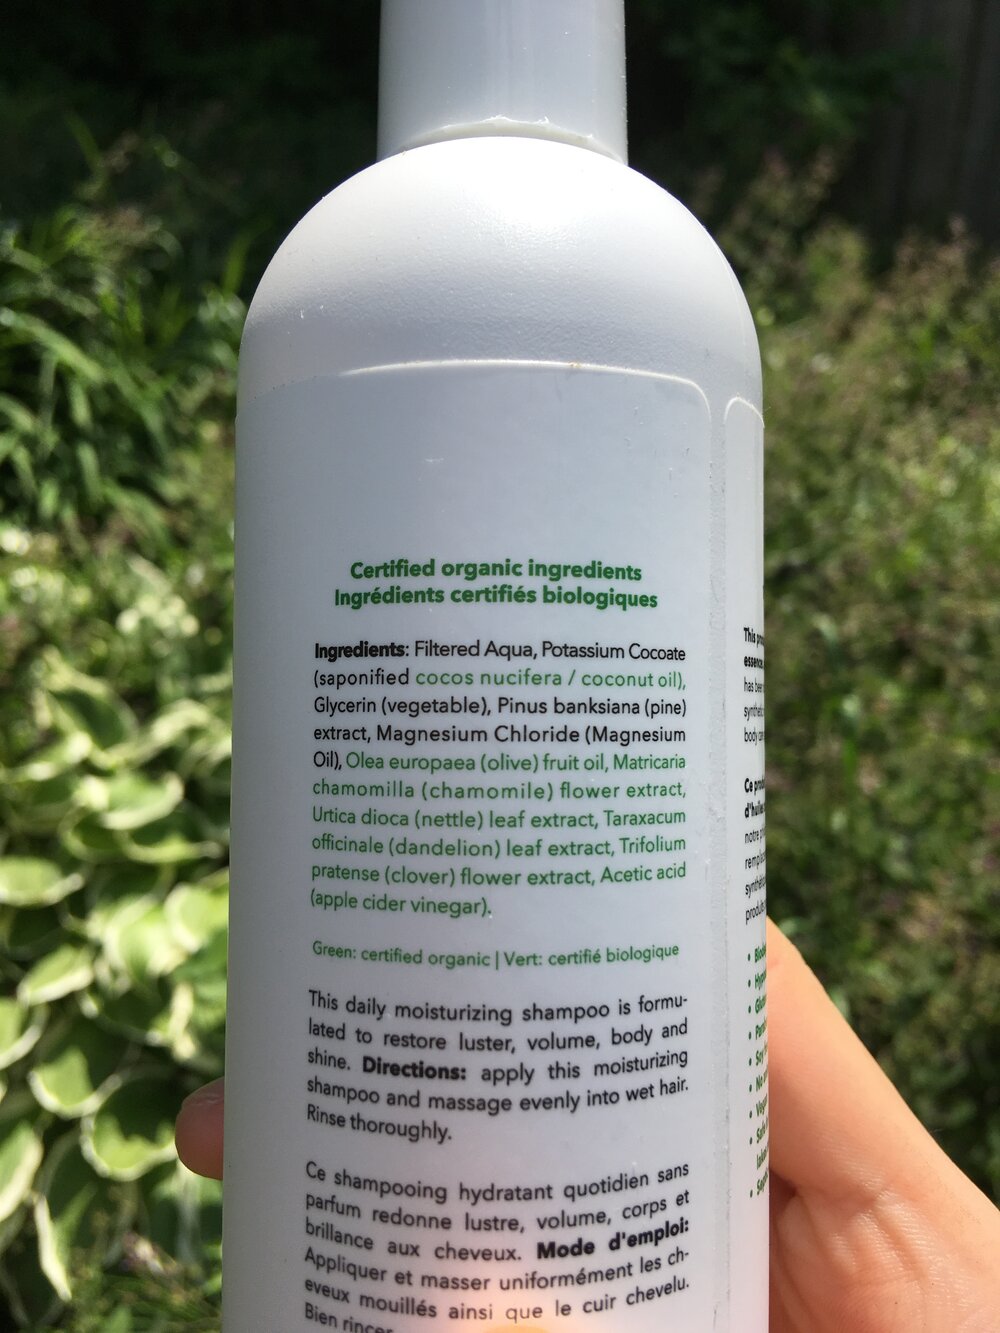 Certified organic ingredients
Ingrédients certifiés biologiques
Ingredients: Filtered Aqua, Potassium Cocoate
(saponified cocos nucifera / coconut oil),
Glycerin (vegetable), Pinus banksiana (pine)
extract, Magnesium Chloride (Magnesium
Oil), Olea europaea (olive) fruit oil, Matricaria
chamomilla (chamomile) flower extract,
Urtica dioca (nettle) leaf extract, Taraxacum
officinale (dandelion) leaf extract, Trifolium
pratense (clover) flower extract, Acetic acid
(apple cider vinegar).
Green: certified organic | Vert: certifié biologique
This daily moisturizing shampoo is formu-
lated to restore luster, volume, body and
shine. Directions: apply this moisturizing
shampoo and massage evenly into wet hair.
Rinse thoroughly.
Ce shampooing hydratant quotidien sans
parfum redonne lustre, volume, corps et
brillance aux cheveux. Mode d'emploi:
Appliquer et masser uniformément les ch-
eveux mouillés ainsi que le cuir chevelu.
Bien rincer
This
essence
has been
body
Ce
notre